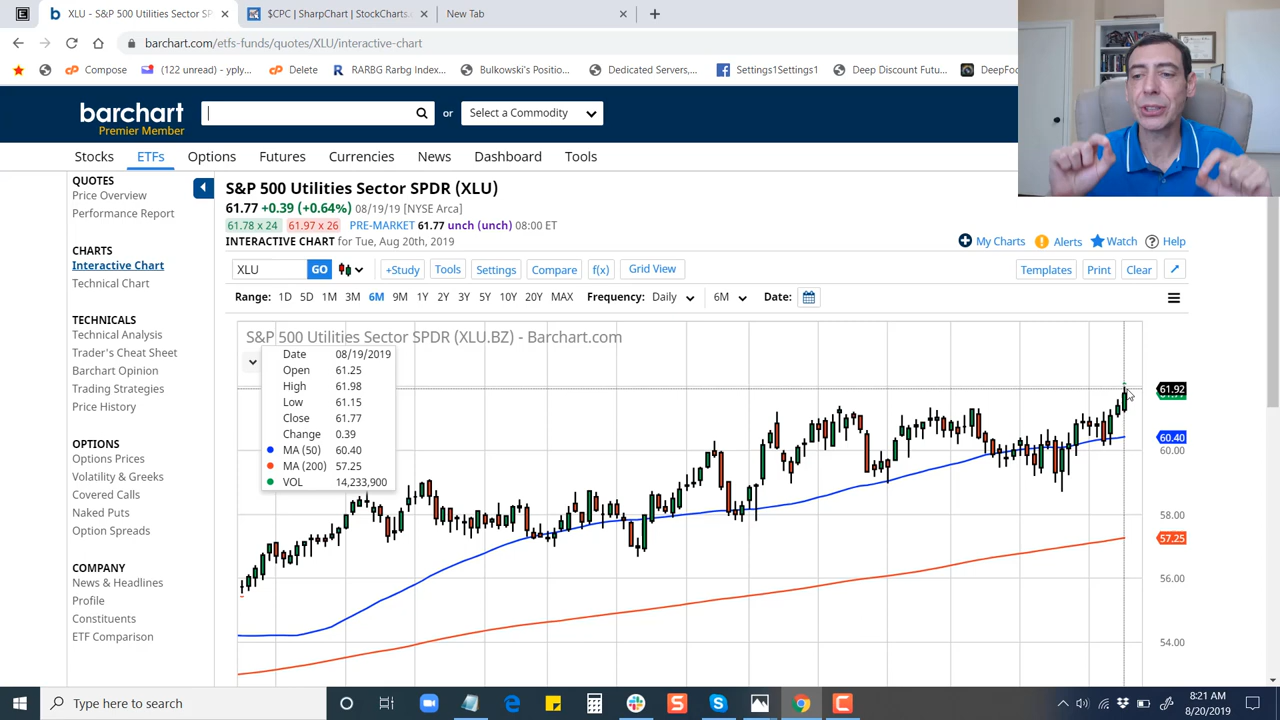 XLU - S&P 500 Utilities Sector SP
$CPC | SharpChart | StockCharts.c
New Tab
barchart.com/etfs-funds/quotes/XLU/interactive-chart
Compose
(122 unread) - yply...
Delete
RARBG Rarbg Index...
Bulkowski's Positio...
Dedicated Servers,...
Settings1Settings1
Deep Discount Futu...
DeepFoo
barchart
Premier Member
or
Select a Commodity
Stocks
ETFs
Options
Futures
Currencies
News
Dashboard
Tools
QUOTES
Price Overview
Performance Report
CHARTS
Interactive Chart
Technical Chart
TECHNICALS
Technical Analysis
Trader's Cheat Sheet
Barchart Opinion
Trading Strategies
Price History
OPTIONS
Options Prices
Volatility & Greeks
Covered Calls
Naked Puts
Option Spreads
COMPANY
News & Headlines
Profile
Constituents
ETF Comparison
S&P 500 Utilities Sector SPDR (XLU)
61.77 +0.39 (+0.64%) 08/19/19 [NYSE Arca]
61.78 x 24 61.97 x 26 PRE-MARKET 61.77 unch (unch) 08:00 ET
INTERACTIVE CHART for Tue, Aug 20th, 2019
My Charts Alerts Watch Help
XLU GO +Study Tools Settings Compare f(x) Grid View Templates Print Clear
Range: 1D 5D 1M 3M 6M 9M 1Y 2Y 3Y 5Y 10Y 20Y MAX Frequency: Daily 6M Date:
S&P 500 Utilities Sector SPDR (XLU.BZ) - Barchart.com
Date 08/19/2019
Open 61.25
High 61.98
Low 61.15
Close 61.77
Change 0.39
MA (50) 60.40
MA (200) 57.25
VOL 14,233,900
61.92
60.40
60.00
58.00
57.25
56.00
54.00
Type here to search
8:21 AM
8/20/2019